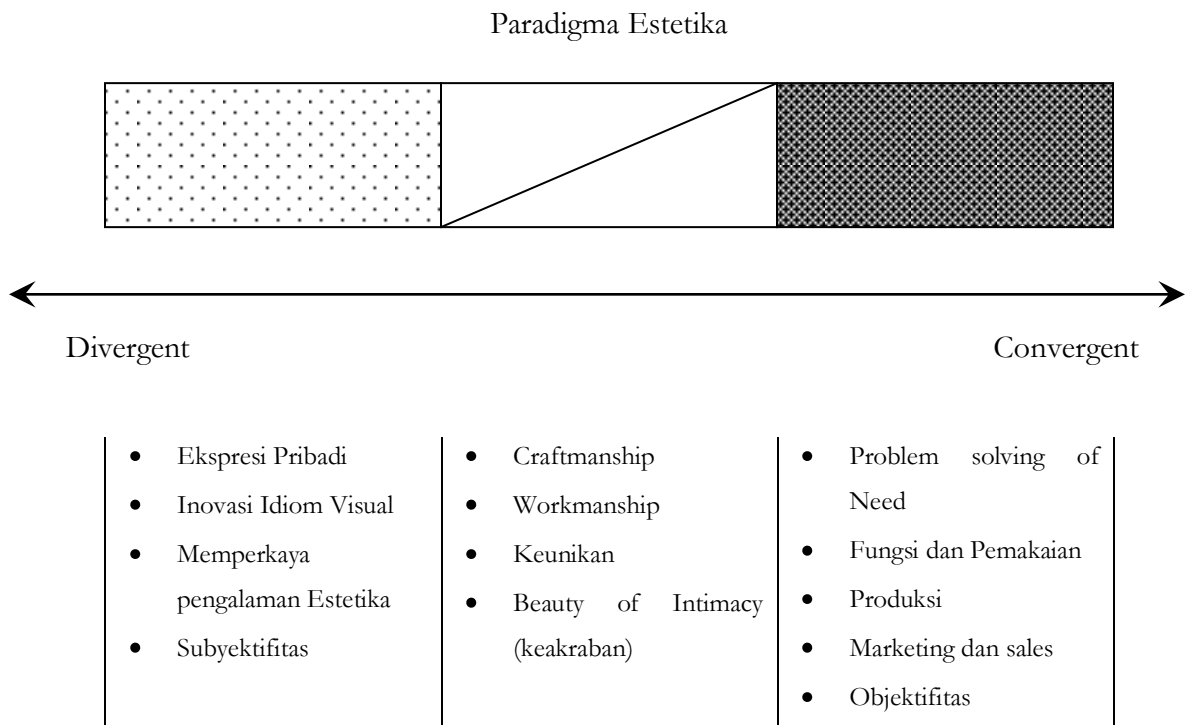 Paradigma Estetika
Divergent
Convergent
• Ekspresi Pribadi
• Inovasi Idiom Visual
• Memperkaya
pengalaman Estetika
• Subyektifitas
• Craftmanship
• Workmanship
• Keunikan
• Beauty of Intimacy
(keakraban)
• Problem solving of
Need
• Fungsi dan Pemakaian
• Produksi
• Marketing dan sales
• Objektifitas